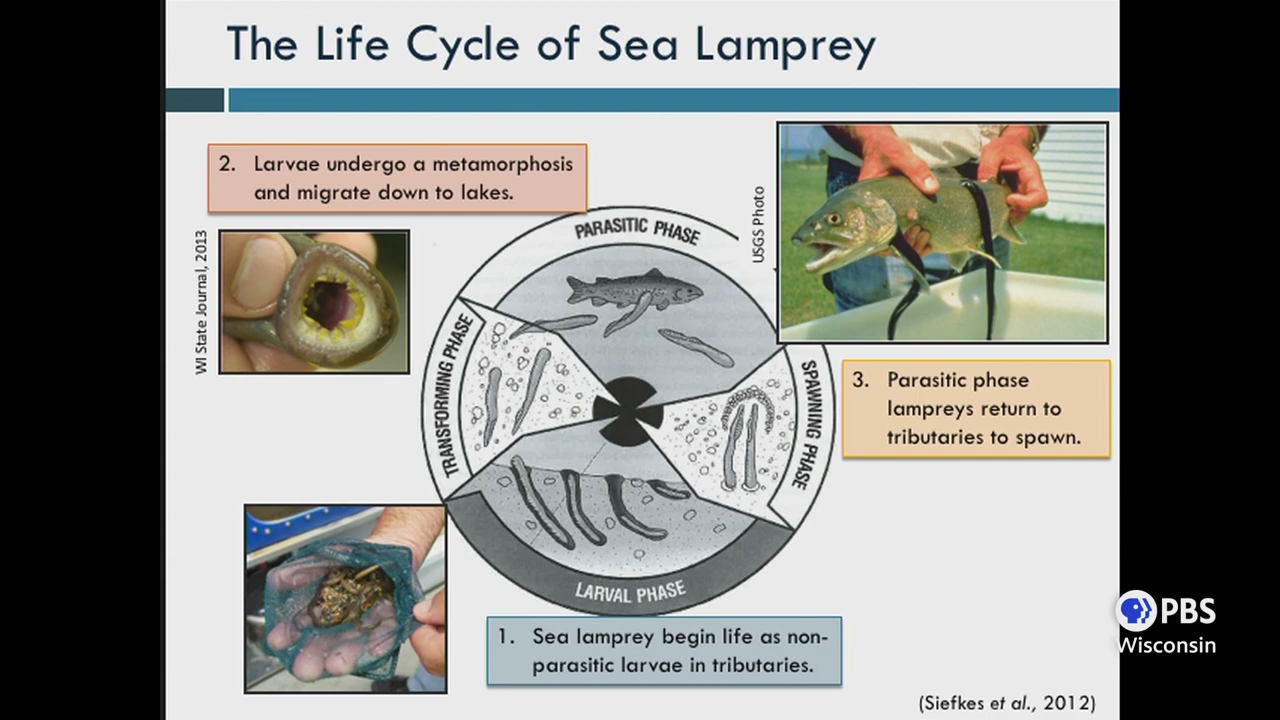 The Life Cycle of Sea Lamprey
2. Larvae undergo a metamorphosis
and migrate down to lakes.
WI State Journal, 2013
USGS Photo
PARASITIC PHASE
TRANSFORMING PHASE
SPAWNING PHASE
LARVAL PHASE
3. Parasitic phase
lampreys return to
tributaries to spawn.
1. Sea lamprey begin life as non-
parasitic larvae in tributaries.
PBS
Wisconsin
(Siefkes et al., 2012)